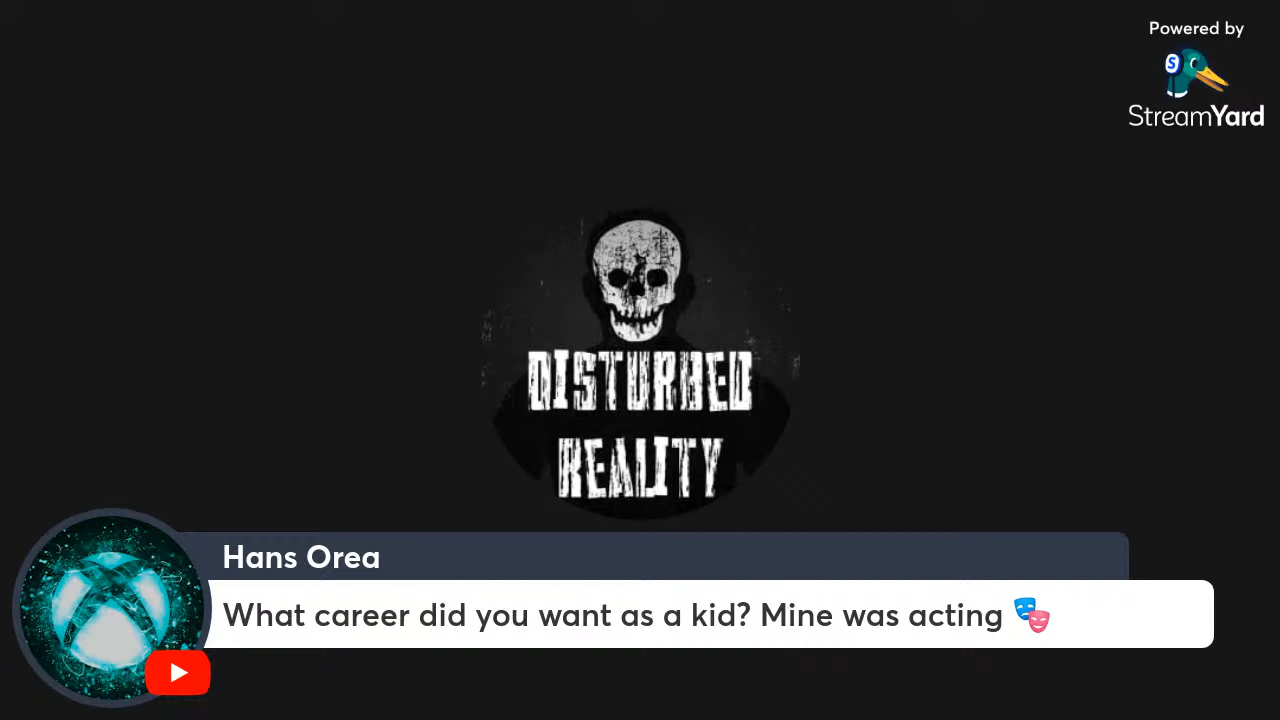 Powered by
S
StreamYard
DISTURBED
REALITY
Hans Orea
What career did you want as a kid? Mine was acting 🎭